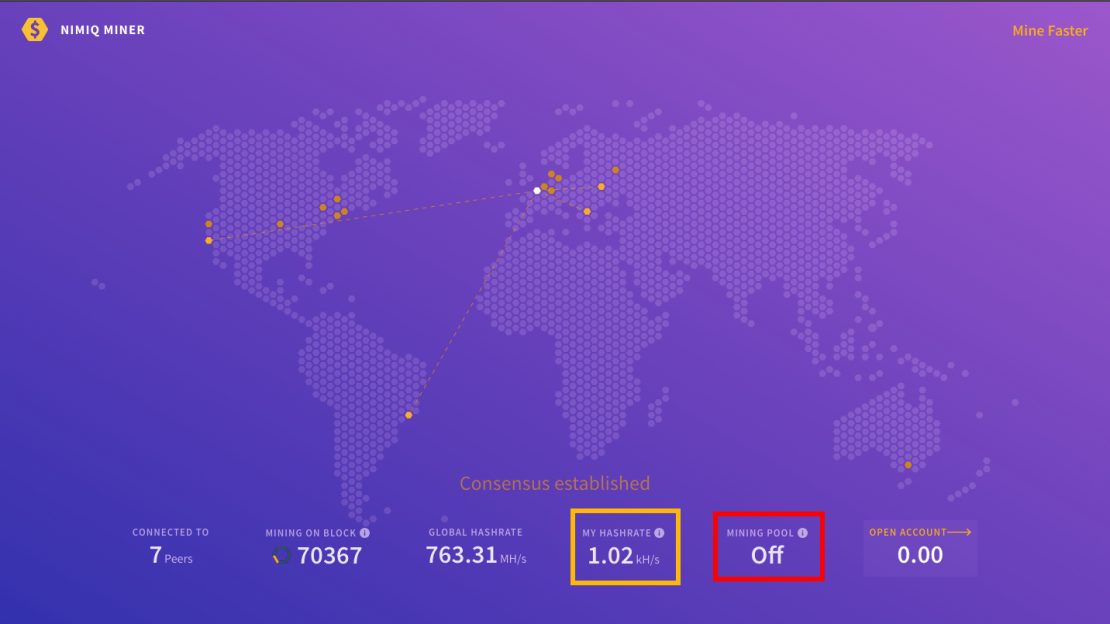 $ NIMIQ MINER
Mine Faster
Consensus established
CONNECTED TO
7 Peers
MINING ON BLOCK i
70367
GLOBAL HASHRATE
763.31 MH/s
MY HASHRATE i
1.02 kH/s
MINING POOL i
Off
OPEN ACCOUNT
0.00